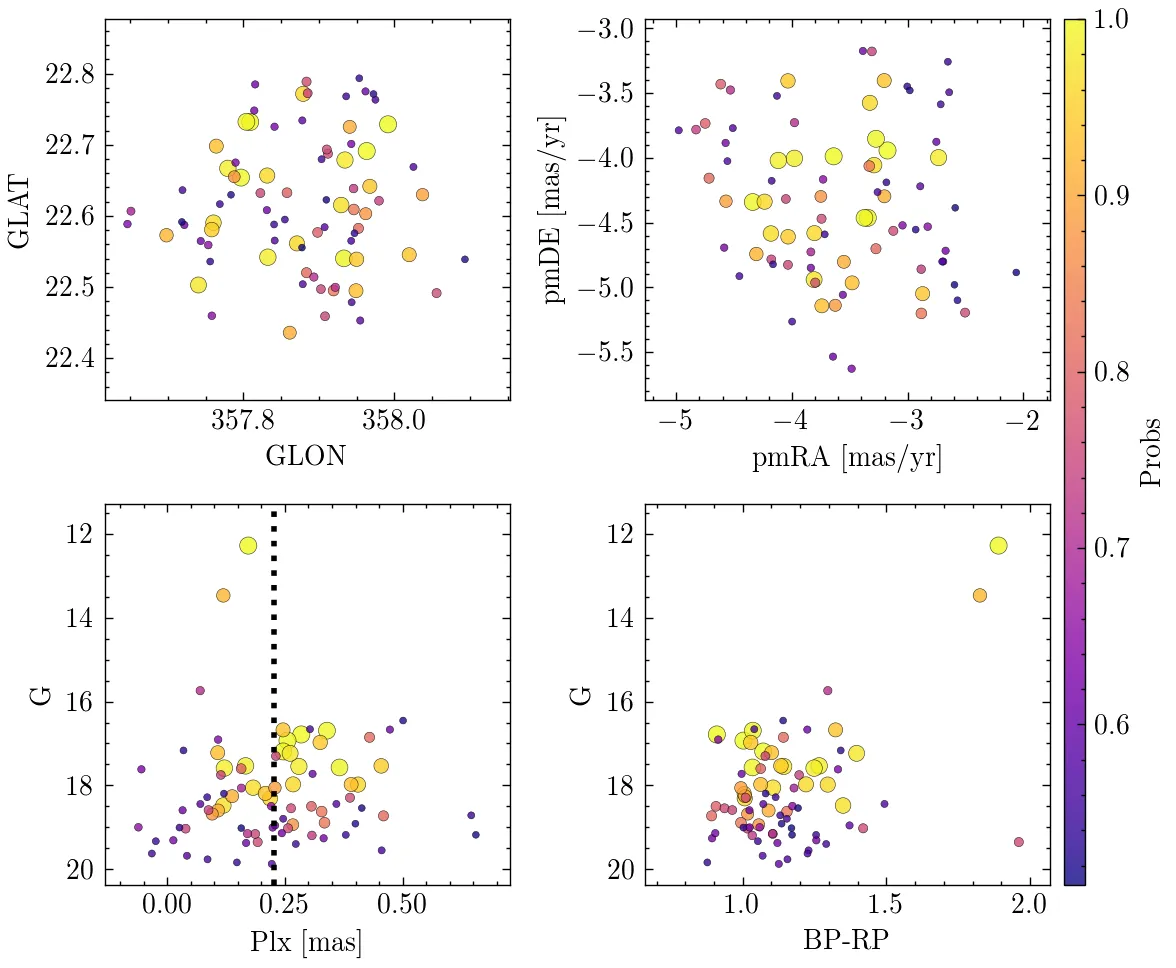 22.8
22.7
22.6
22.5
22.4
GLAT
357.8 358.0
GLON
−3.0
−3.5
−4.0
−4.5
−5.0
−5.5
pmDE [mas/yr]
−5 −4 −3 −2
pmRA [mas/yr]
1.0
0.9
0.8
0.7
0.6
Probs
12
14
16
18
20
G
0.00 0.25 0.50
Plx [mas]
12
14
16
18
20
G
1.0 1.5 2.0
BP-RP